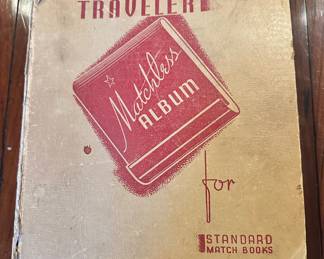 TRAVELER
Matchless
ALBUM
for
STANDARD
MATCH BOOKS